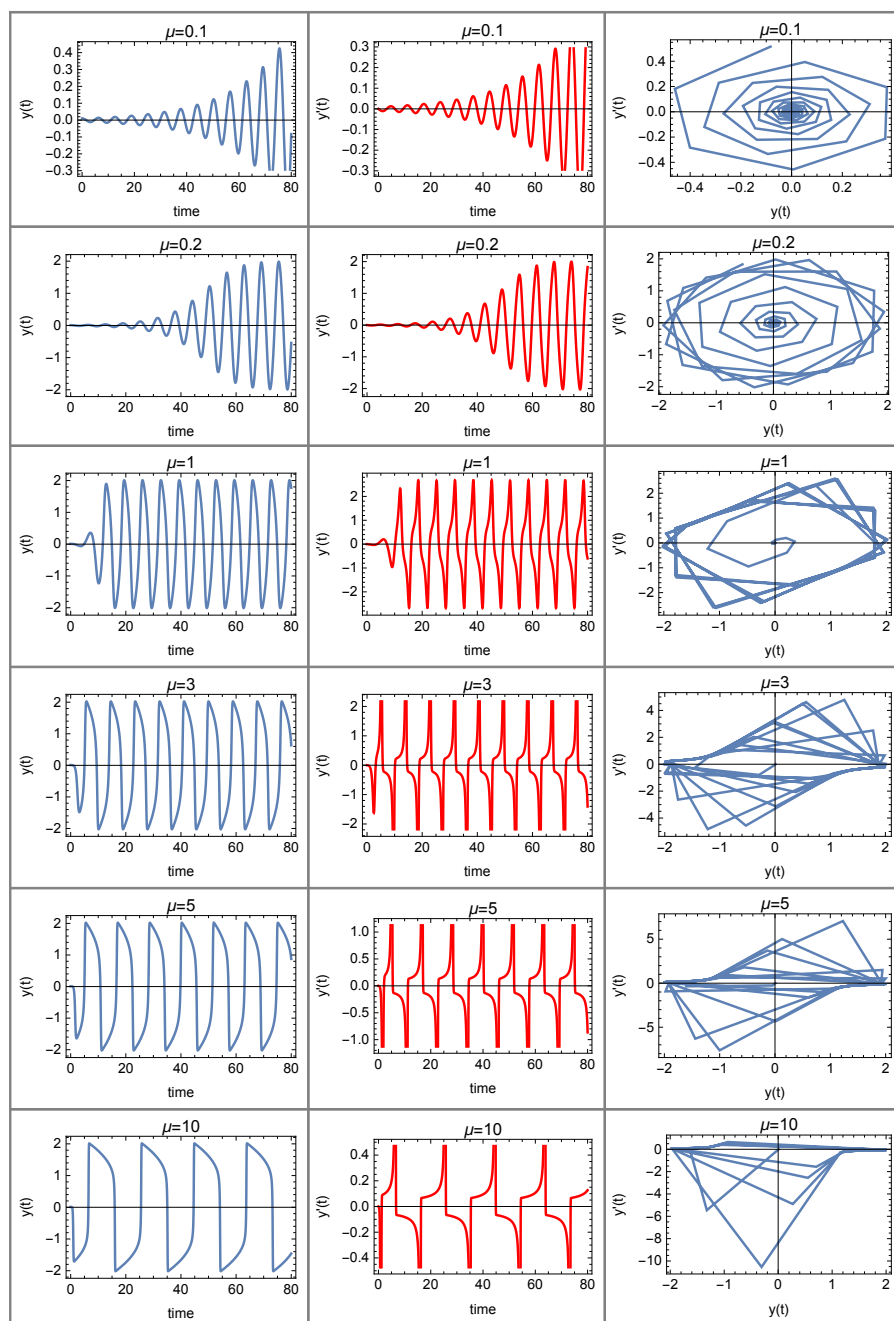 μ=0.1
y(t)
0.4
0.3
0.2
0.1
0.0
-0.1
-0.2
-0.3
0 20 40 60 80
time
μ=0.1
y'(t)
0.3
0.2
0.1
0.0
-0.1
-0.2
0.3
0 20 40 60 80
time
μ=0.1
y'(t)
0.4
0.2
0.0
-0.2
-0.4
-0.4 -0.2 0.0 0.2
y(t)
μ=0.2
y(t)
2
1
0
-1
-2
0 20 40 60 80
time
μ=0.2
y'(t)
2
1
0
-1
-2
0 20 40 60 80
time
μ=0.2
y'(t)
2
1
0
-1
-2
-2 -1 0 1 2
y(t)
μ=1
y(t)
2
1
0
-1
-2
0 20 40 60 80
time
μ=1
y'(t)
2
1
0
-1
-2
0 20 40 60 80
time
μ=1
y'(t)
2
1
0
-1
-2
-2 -1 0 1 2
y(t)
μ=3
y(t)
2
1
0
-1
-2
0 20 40 60 80
time
μ=3
y'(t)
2
1
0
-1
-2
0 20 40 60 80
time
μ=3
y'(t)
4
2
0
-2
-4
-2 -1 0 1 2
y(t)
μ=5
y(t)
2
1
0
-1
-2
0 20 40 60 80
time
μ=5
y'(t)
1.0
0.5
0.0
-0.5
-1.0
0 20 40 60 80
time
μ=5
y'(t)
5
0
-5
-2 -1 0 1 2
y(t)
μ=10
y(t)
2
1
0
-1
-2
0 20 40 60 80
time
μ=10
y'(t)
0.4
0.2
0.0
-0.2
-0.4
0 20 40 60 80
time
μ=10
y'(t)
0
-2
-4
-6
-8
-10
-2 -1 0 1 2
y(t)